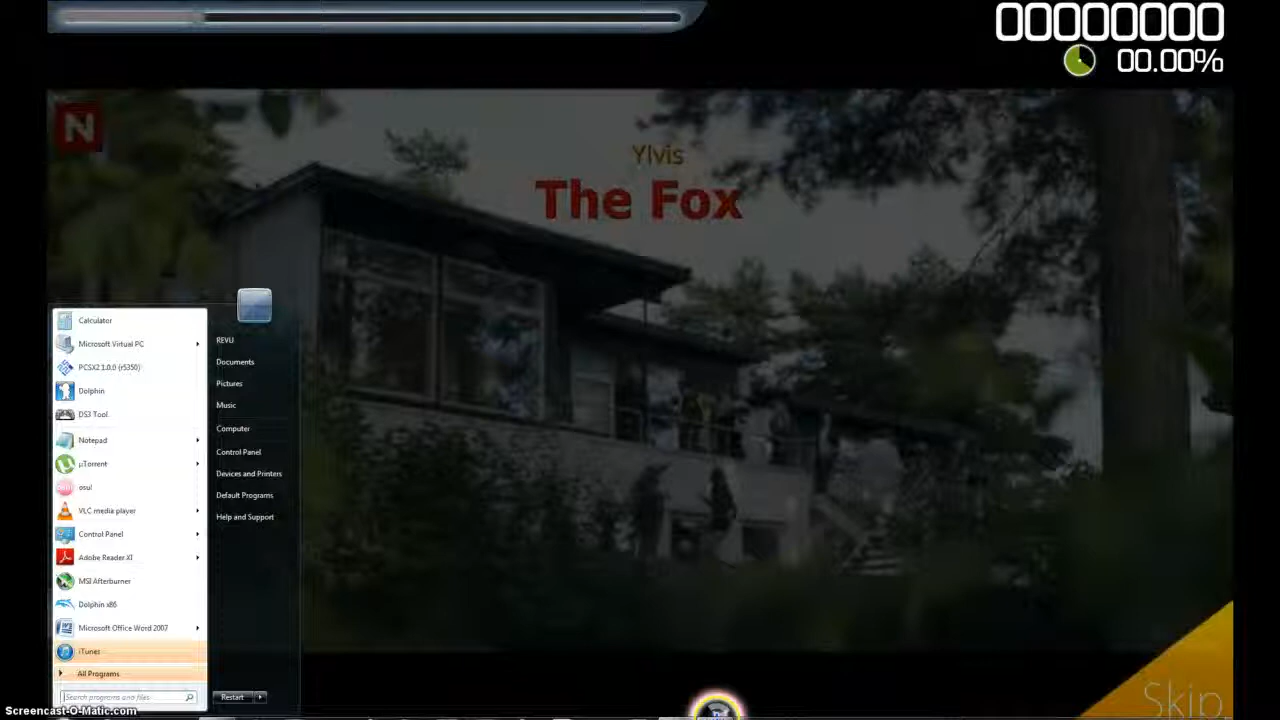 00000000
00.00%
N
Ylvis
The Fox
Calculator
Microsoft Virtual PC
PCSX2 1.0.0 (r5350)
Dolphin
DS3 Tool
Notepad
µTorrent
osu!
VLC media player
Control Panel
Adobe Reader XI
MSI Afterburner
Dolphin x86
Microsoft Office Word 2007
iTunes
All Programs
Search programs and files
REVIJ
Documents
Pictures
Music
Computer
Control Panel
Devices and Printers
Default Programs
Help and Support
Restart
Skip
Screencast-O-Matic.com